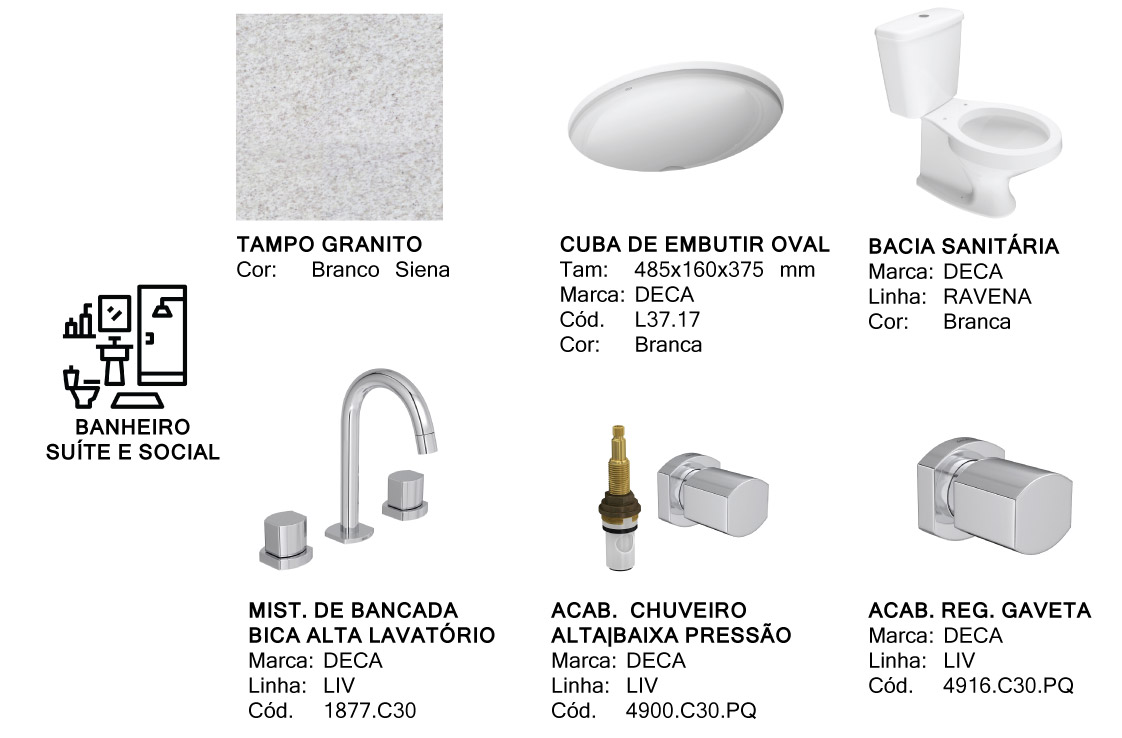 TAMPO GRANITO
Cor: Branco Siena
CUBA DE EMBUTIR OVAL
Tam: 485x160x375 mm
Marca: DECA
Cód. L37.17
Cor: Branca
BACIA SANITÁRIA
Marca: DECA
Linha: RAVENA
Cor: Branca
BANHEIRO
SUÍTE E SOCIAL
MIST. DE BANCADA
BICA ALTA LAVATÓRIO
Marca: DECA
Linha: LIV
Cód. 1877.C30
ACAB. CHUVEIRO
ALTA|BAIXA PRESSÃO
Marca: DECA
Linha: LIV
Cód. 4900.C30.PQ
ACAB. REG. GAVETA
Marca: DECA
Linha: LIV
Cód. 4916.C30.PQ